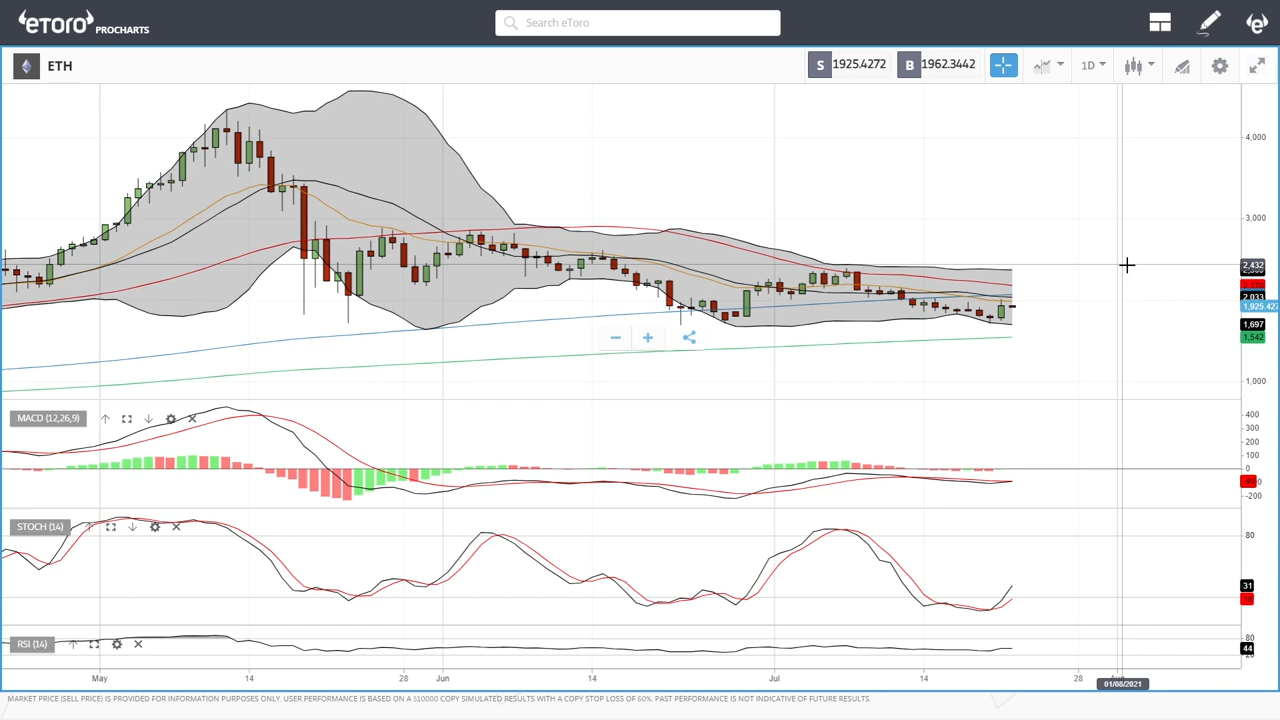 eTORO PROCHARTS
Search eToro
ETH
S 1925.4272
B 1962.3442
1D
4,000
3,000
2,432
2,033
1,925.427
1,697
1,542
1,000
MACD (12,26,9)
400
300
200
100
0
-200
STOCH (14)
80
31
RSI (14)
80
44
May
14
28
Jun
14
Jul
14
28
01/08/2021
MARKET PRICE (SELL PRICE) IS PROVIDED FOR INFORMATION PURPOSES ONLY. USER PERFORMANCE IS BASED ON A $10000 COPY SIMULATED RESULTS WITH A COPY STOP LOSS OF 60%. PAST PERFORMANCE IS NOT INDICATIVE OF FUTURE RESULTS.